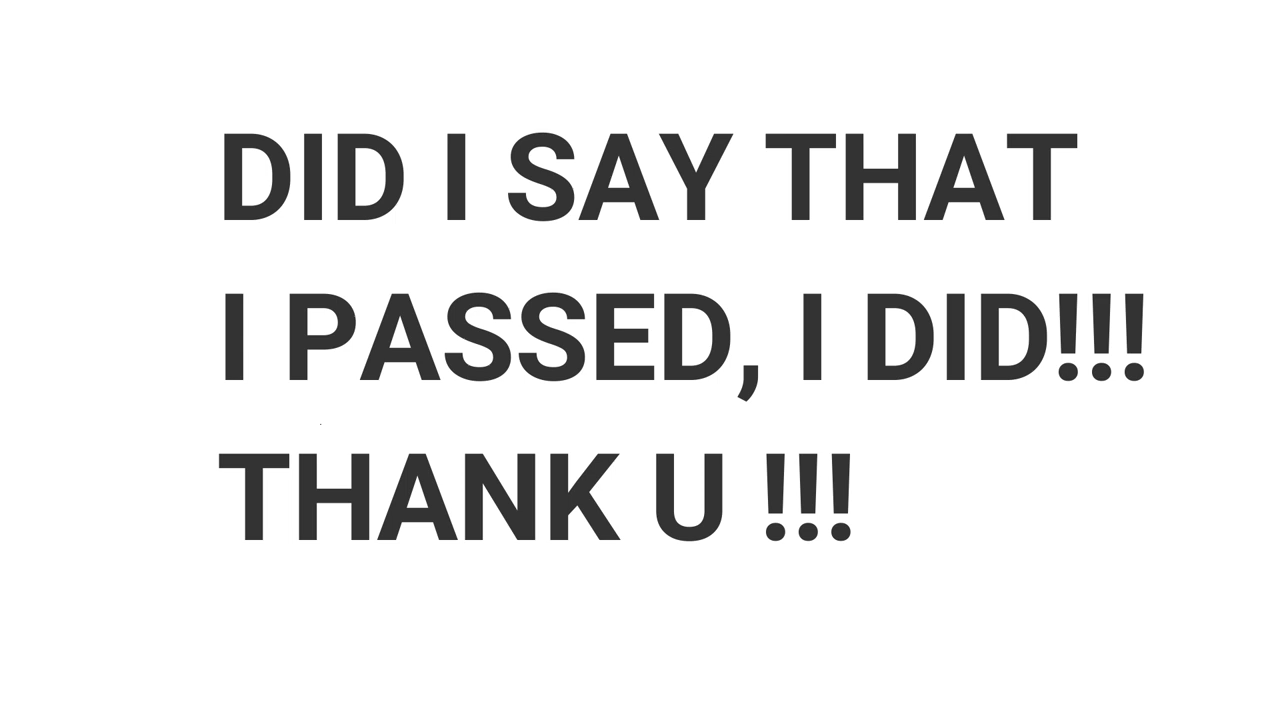 DID I SAY THAT
I PASSED, I DID!!!
THANK U !!!